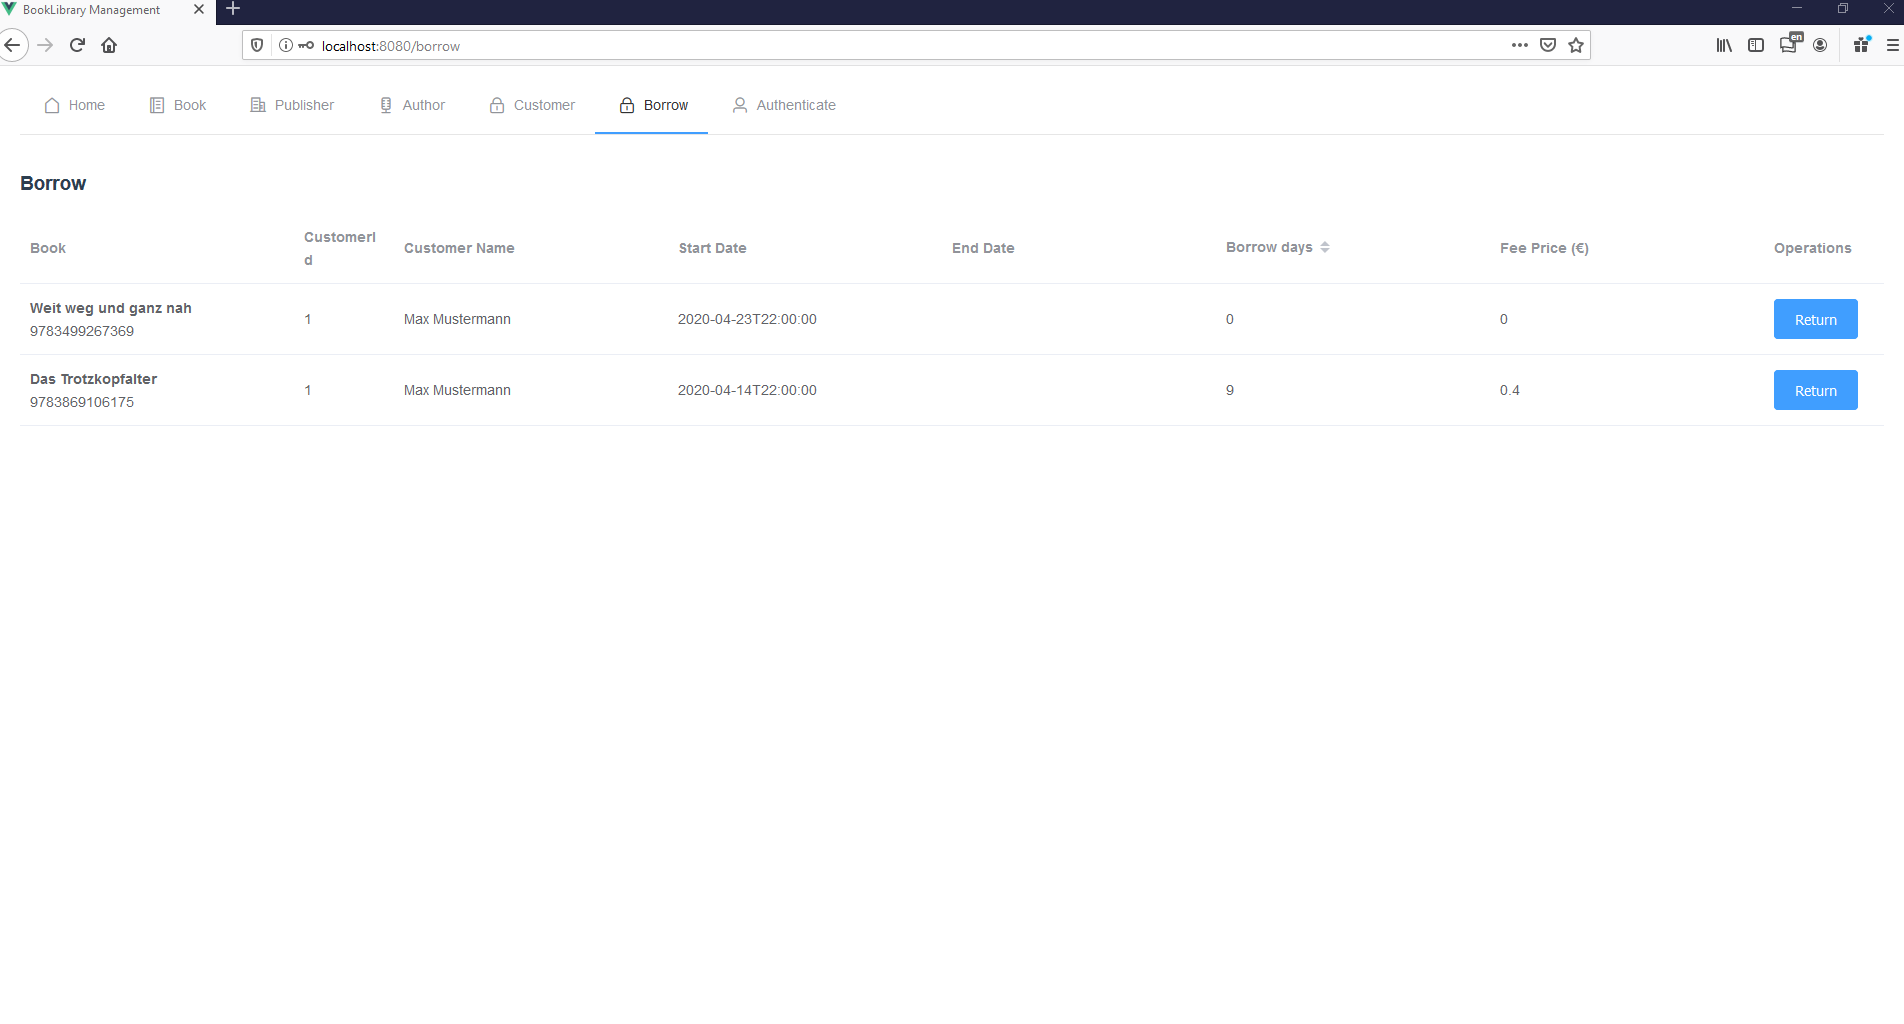 BookLibrary Management
localhost:8080/borrow
en
Home Book Publisher Author Customer Borrow Authenticate
Borrow
Book CustomerI
d Customer Name Start Date End Date Borrow days Fee Price (€) Operations
Weit weg und ganz nah
9783499267369 1 Max Mustermann 2020-04-23T22:00:00 0 0 Return
Das Trotzkopfalter
9783869106175 1 Max Mustermann 2020-04-14T22:00:00 9 0.4 Return